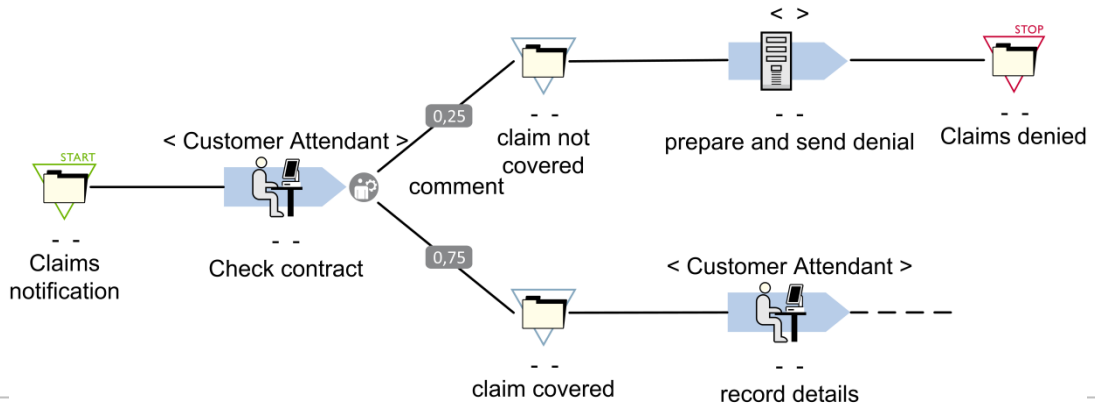 < >
STOP
0,25
- -
claim not
covered
- -
prepare and send denial
- -
Claims denied
< Customer Attendant >
START
comment
- -
Claims
notification
- -
Check contract
0,75
< Customer Attendant >
- -
claim covered
- -
record details